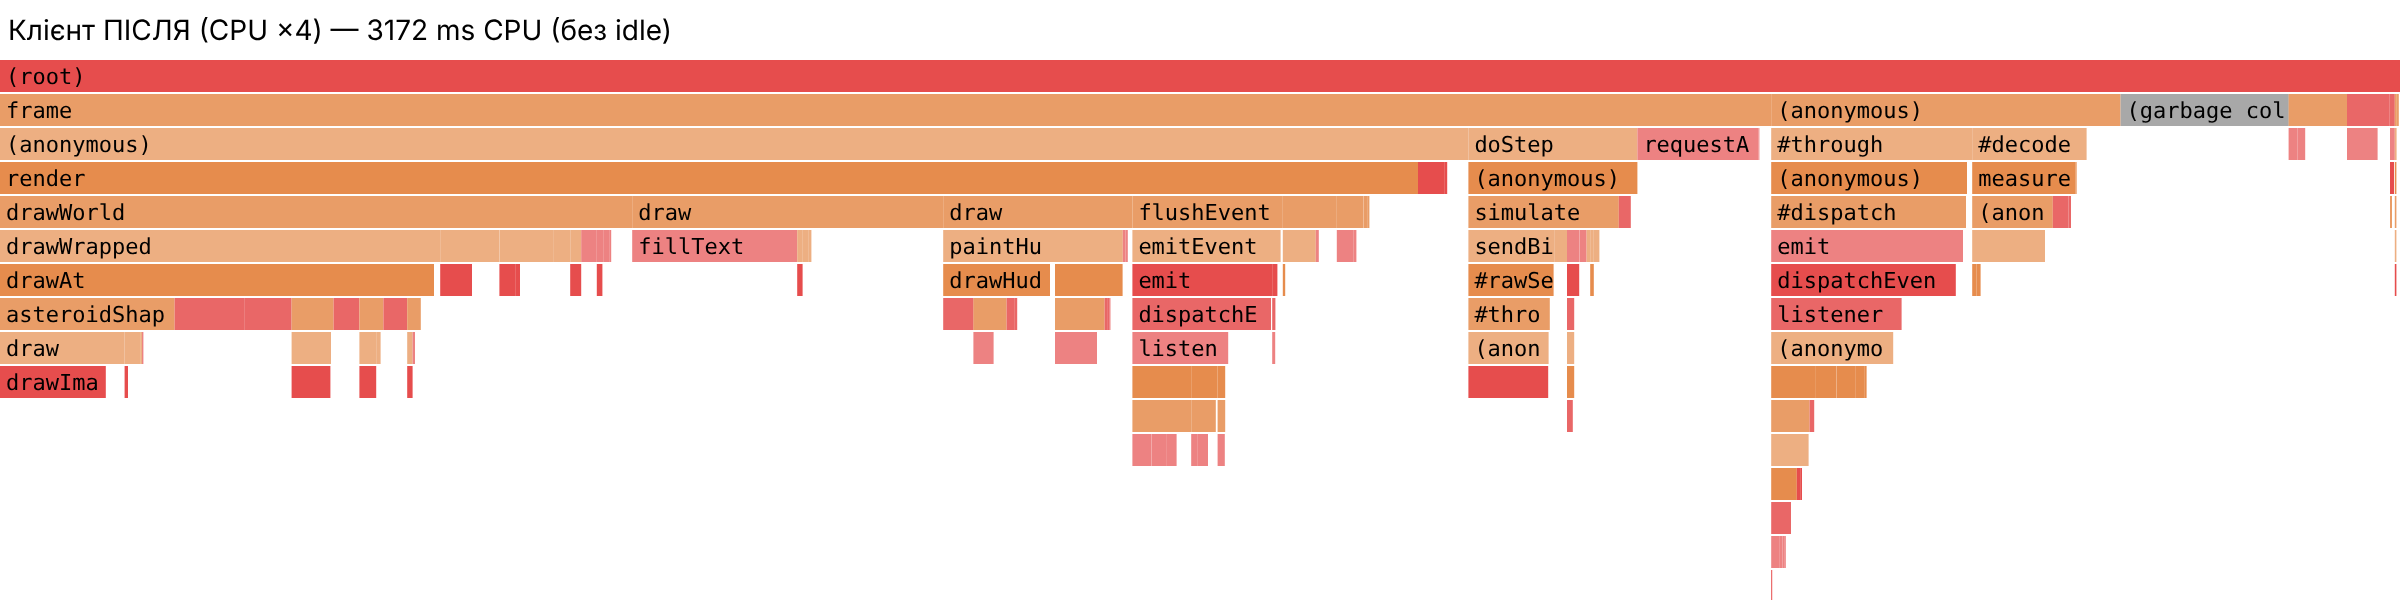 Клієнт ПІСЛЯ (CPU ×4) — 3172 ms CPU (без idle)
(root)
frame (anonymous) (garbage col
(anonymous) doStep requestA #through #decode
render (anonymous) (anonymous) measure
drawWorld draw draw flushEvent simulate #dispatch (anon
drawWrapped fillText paintHu emitEvent sendBi emit
drawAt drawHud emit #rawSe dispatchEven
asteroidShap dispatchE #thro listener
draw listen (anon (anonymo
drawIma